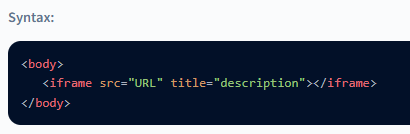 Syntax:
<body>
   <iframe src="URL" title="description"></iframe>
</body>